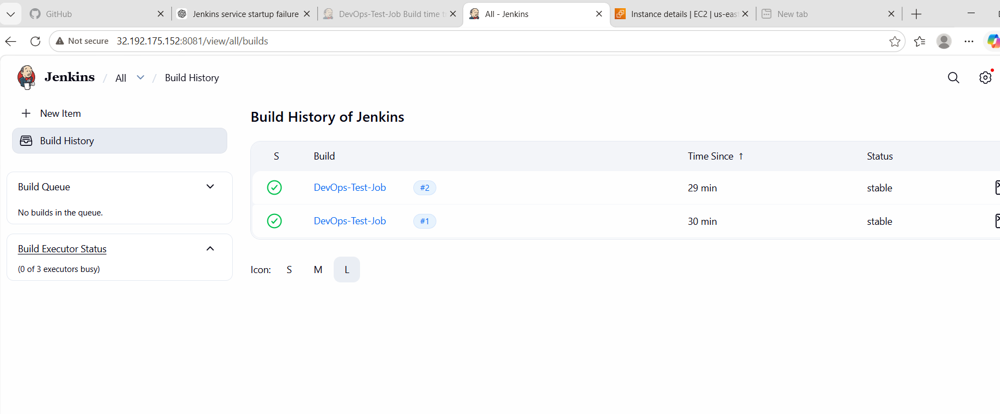 GitHub
Jenkins service startup failure
DevOps-Test-Job Build time t
All - Jenkins
Instance details | EC2 | us-eas
New tab
Not secure 32.192.175.152:8081/view/all/builds
Jenkins / All / Build History
New Item
Build History
Build Queue
No builds in the queue.
Build Executor Status
(0 of 3 executors busy)
Build History of Jenkins
S Build Time Since ↑ Status
DevOps-Test-Job #2 29 min stable
DevOps-Test-Job #1 30 min stable
Icon: S M L